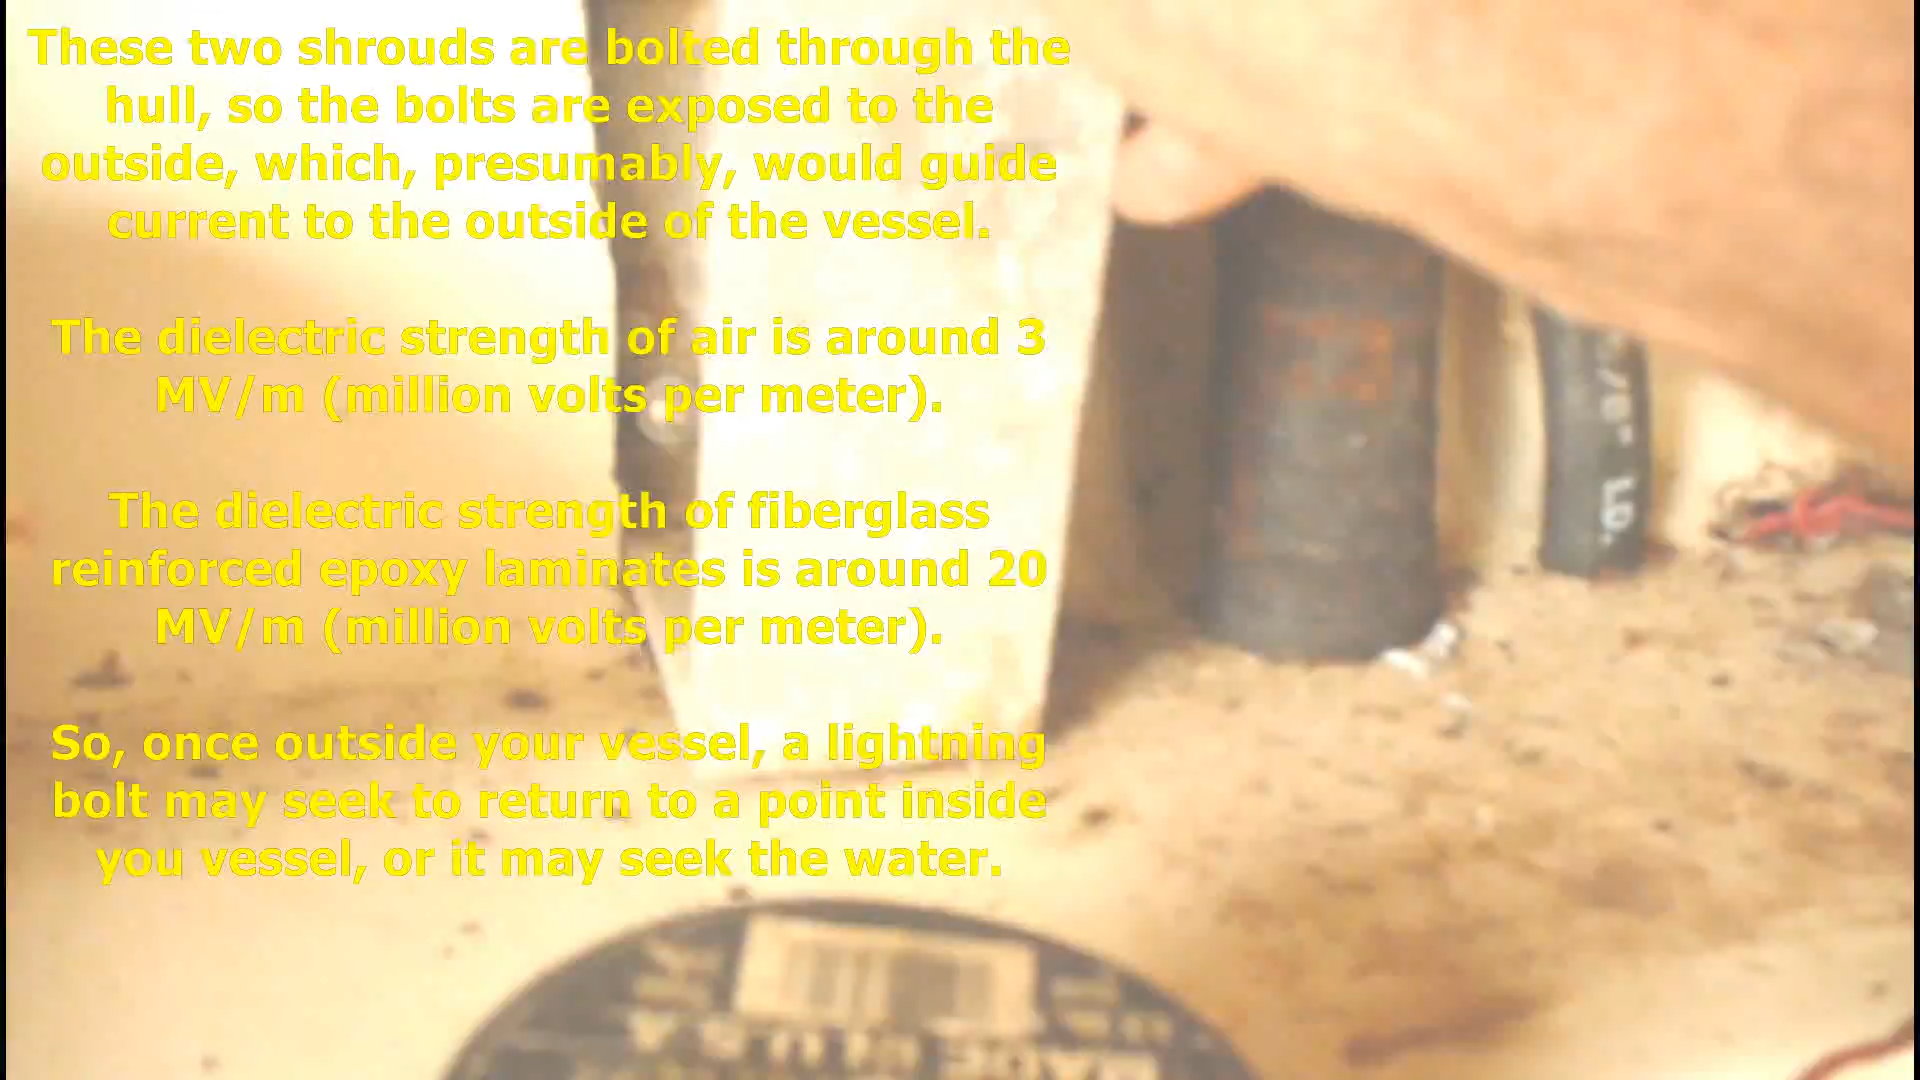 These two shrouds are bolted through the
hull, so the bolts are exposed to the
outside, which, presumably, would guide
current to the outside of the vessel.
The dielectric strength of air is around 3
MV/m (million volts per meter).
The dielectric strength of fiberglass
reinforced epoxy laminates is around 20
MV/m (million volts per meter).
So, once outside your vessel, a lightning
bolt may seek to return to a point inside
you vessel, or it may seek the water.
/8" I.D.
MADE IN U.S.A